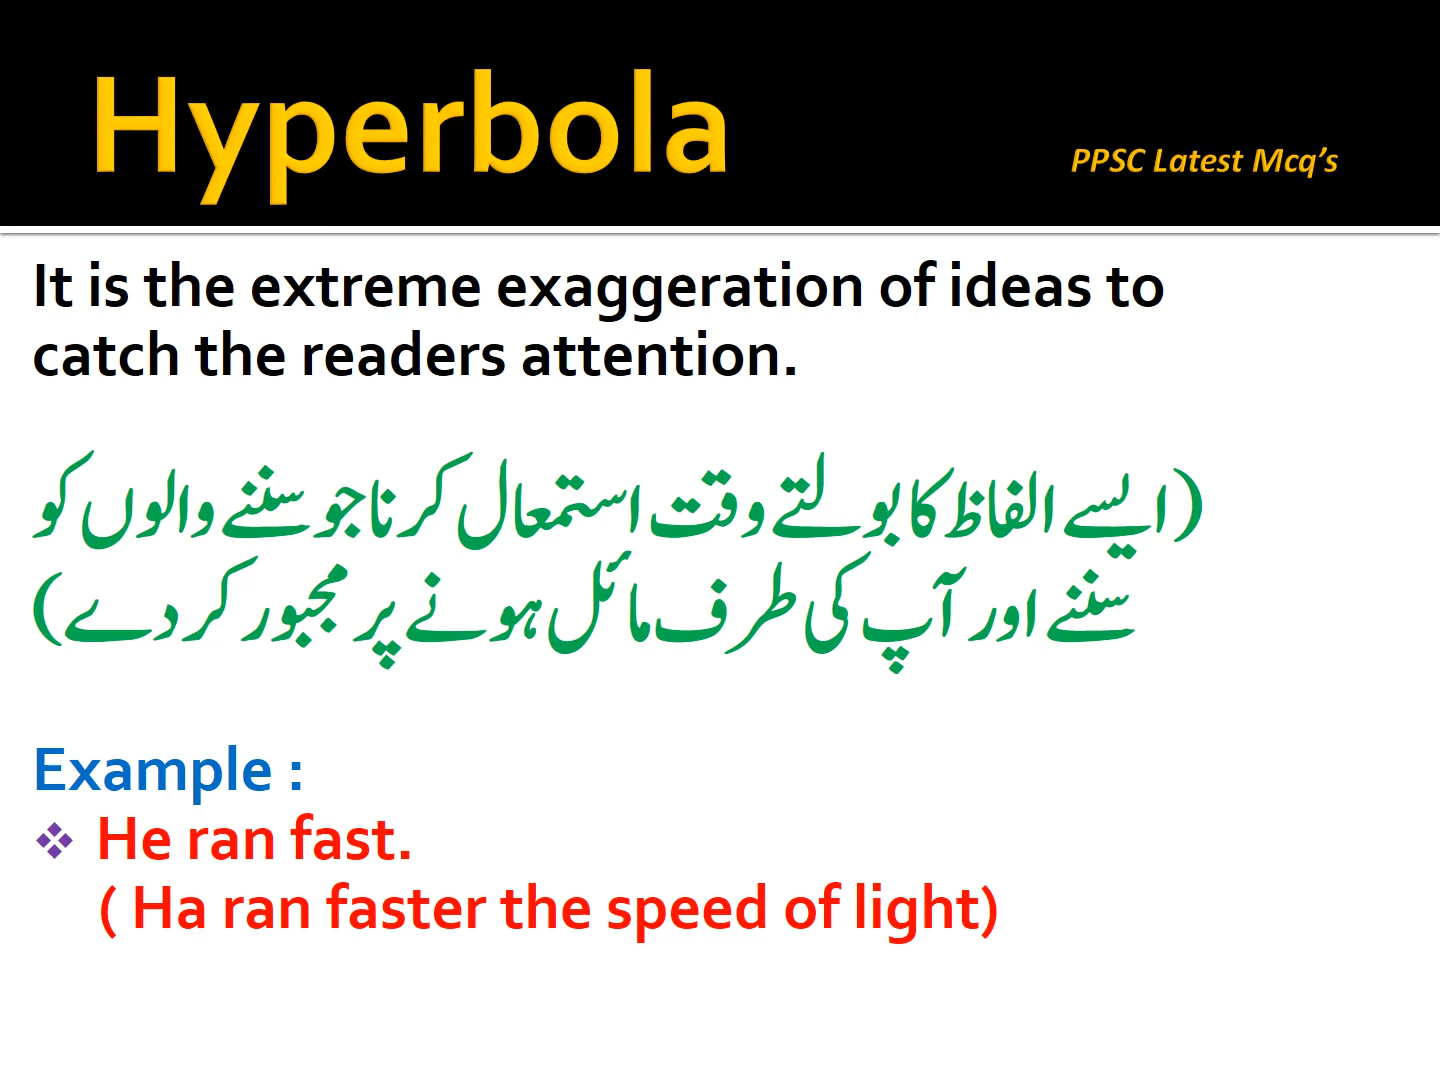 Hyperbola
PPSC Latest Mcq’s
It is the extreme exaggeration of ideas to
catch the readers attention.
(ایسے الفاظ کا بولتے وقت استمعال کرنا جو سننے والوں کو
سننے اور آپ کی طرف مائل ہونے پر مجبور کر دے)
Example :
❖ He ran fast.
( Ha ran faster the speed of light)